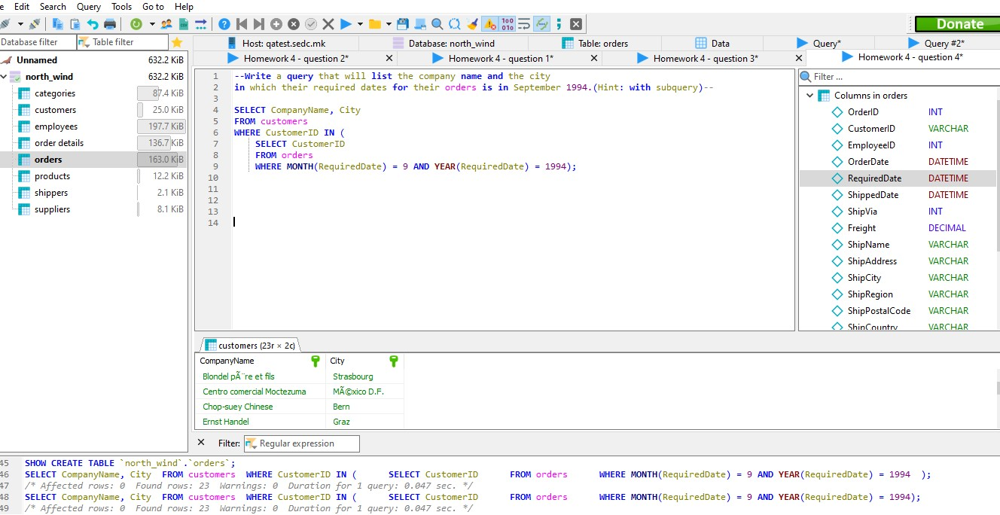 e Edit Search Query Tools Go to Help
Donate
Database filter Table filter
Host: qatest.sedc.mk Database: north_wind Table: orders Data Query* Query #2*
Homework 4 - question 2* Homework 4 - question 1* Homework 4 - question 3* Homework 4 - question 4*
Unnamed 632.2 KiB
north_wind 632.2 KiB
categories 87.4 KiB
customers 25.0 KiB
employees 197.7 KiB
order details 136.7 KiB
orders 163.0 KiB
products 12.2 KiB
shippers 2.1 KiB
suppliers 8.1 KiB
1 --Write a query that will list the company name and the city
2 in which their required dates for their orders is in September 1994.(Hint: with subquery)--
3
4 SELECT CompanyName, City
5 FROM customers
6 WHERE CustomerID IN (
7 SELECT CustomerID
8 FROM orders
9 WHERE MONTH(RequiredDate) = 9 AND YEAR(RequiredDate) = 1994);
10
11
12
13
14
Filter ...
Columns in orders
OrderID INT
CustomerID VARCHAR
EmployeeID INT
OrderDate DATETIME
RequiredDate DATETIME
ShippedDate DATETIME
ShipVia INT
Freight DECIMAL
ShipName VARCHAR
ShipAddress VARCHAR
ShipCity VARCHAR
ShipRegion VARCHAR
ShipPostalCode VARCHAR
ShipCountry VARCHAR
customers (23r × 2c)
CompanyName City
Blondel pÃ¨re et fils Strasbourg
Centro comercial Moctezuma MÃ©xico D.F.
Chop-suey Chinese Bern
Ernst Handel Graz
Filter: Regular expression
45 SHOW CREATE TABLE `north_wind`.`orders`;
46 SELECT CompanyName, City FROM customers WHERE CustomerID IN ( SELECT CustomerID FROM orders WHERE MONTH(RequiredDate) = 9 AND YEAR(RequiredDate) = 1994 );
47 /* Affected rows: 0 Found rows: 23 Warnings: 0 Duration for 1 query: 0.047 sec. */
48 SELECT CompanyName, City FROM customers WHERE CustomerID IN ( SELECT CustomerID FROM orders WHERE MONTH(RequiredDate) = 9 AND YEAR(RequiredDate) = 1994);
49 /* Affected rows: 0 Found rows: 23 Warnings: 0 Duration for 1 query: 0.047 sec. */